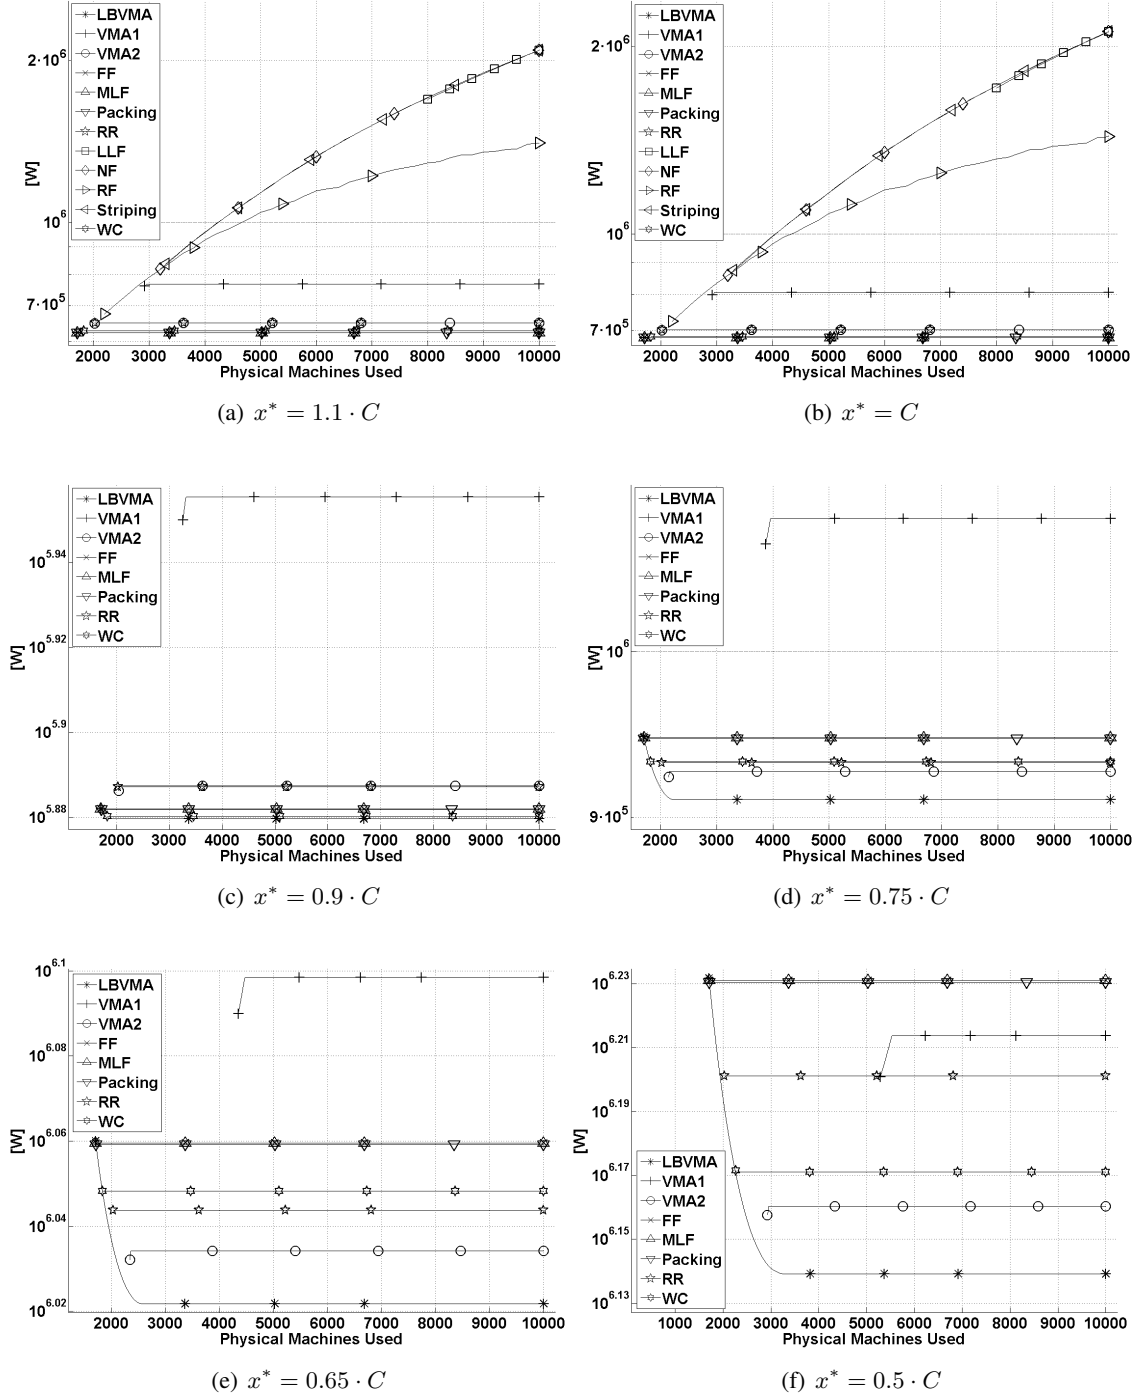 LBVMA
VMA1
VMA2
FF
MLF
Packing
RR
LLF
NF
RF
Striping
WC
2·10^6
10^6
7·10^5
[W]
2000 3000 4000 5000 6000 7000 8000 9000 10000
Physical Machines Used
(a) x* = 1.1 · C
LBVMA
VMA1
VMA2
FF
MLF
Packing
RR
LLF
NF
RF
Striping
WC
2·10^6
10^6
7·10^5
[W]
2000 3000 4000 5000 6000 7000 8000 9000 10000
Physical Machines Used
(b) x* = C
LBVMA
VMA1
VMA2
FF
MLF
Packing
RR
WC
10^5.94
10^5.92
10^5.9
10^5.88
[W]
2000 3000 4000 5000 6000 7000 8000 9000 10000
Physical Machines Used
(c) x* = 0.9 · C
LBVMA
VMA1
VMA2
FF
MLF
Packing
RR
WC
10^6
9·10^5
[W]
2000 3000 4000 5000 6000 7000 8000 9000 10000
Physical Machines Used
(d) x* = 0.75 · C
10^6.1
LBVMA
VMA1
VMA2
FF
MLF
Packing
RR
WC
10^6.08
10^6.06
10^6.04
10^6.02
[W]
2000 3000 4000 5000 6000 7000 8000 9000 10000
Physical Machines Used
(e) x* = 0.65 · C
10^6.23
10^6.21
10^6.19
10^6.17
10^6.15
10^6.13
[W]
LBVMA
VMA1
VMA2
FF
MLF
Packing
RR
WC
1000 2000 3000 4000 5000 6000 7000 8000 9000 10000
Physical Machines Used
(f) x* = 0.5 · C